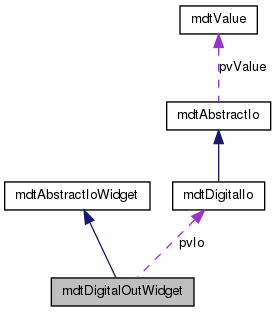 mdtValue
pvValue
mdtAbstractIo
mdtAbstractIoWidget
mdtDigitalIo
pvIo
mdtDigitalOutWidget